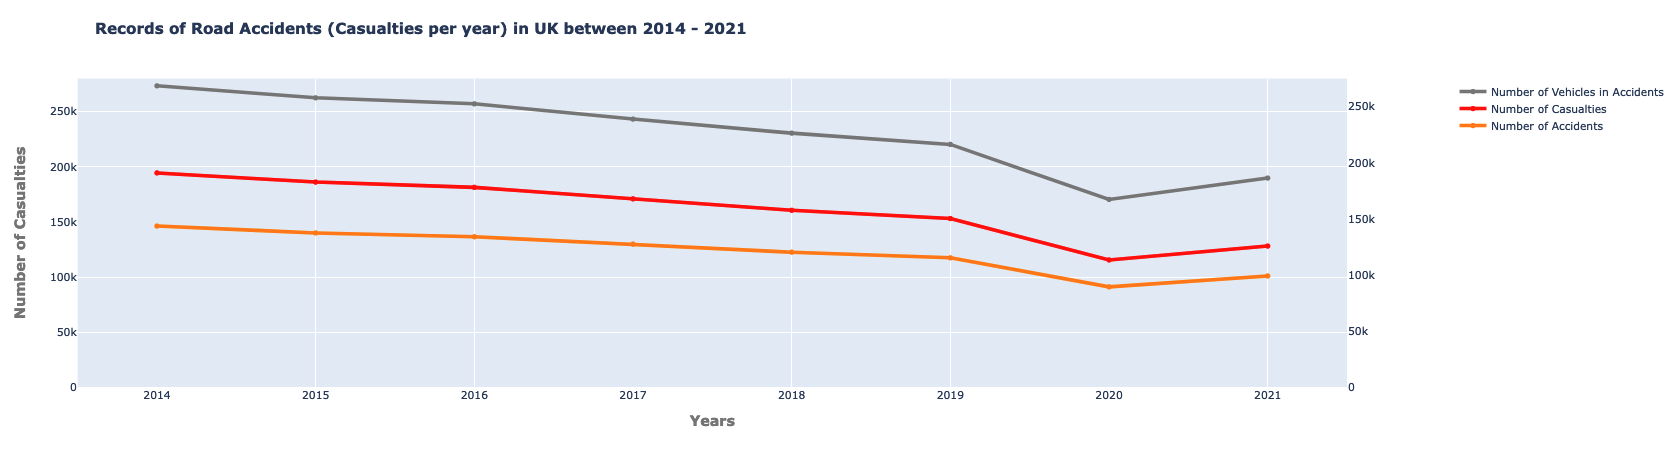 Records of Road Accidents (Casualties per year) in UK between 2014 - 2021
Number of Vehicles in Accidents
Number of Casualties
Number of Accidents
Number of Casualties
250k
200k
150k
100k
50k
0
250k
200k
150k
100k
50k
0
2014 2015 2016 2017 2018 2019 2020 2021
Years